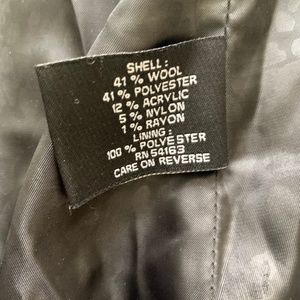 SHELL:
41% WOOL
41% POLYESTER
12% ACRYLIC
5% NYLON
1% RAYON
LINING:
100% POLYESTER
RN 54163
CARE ON REVERSE